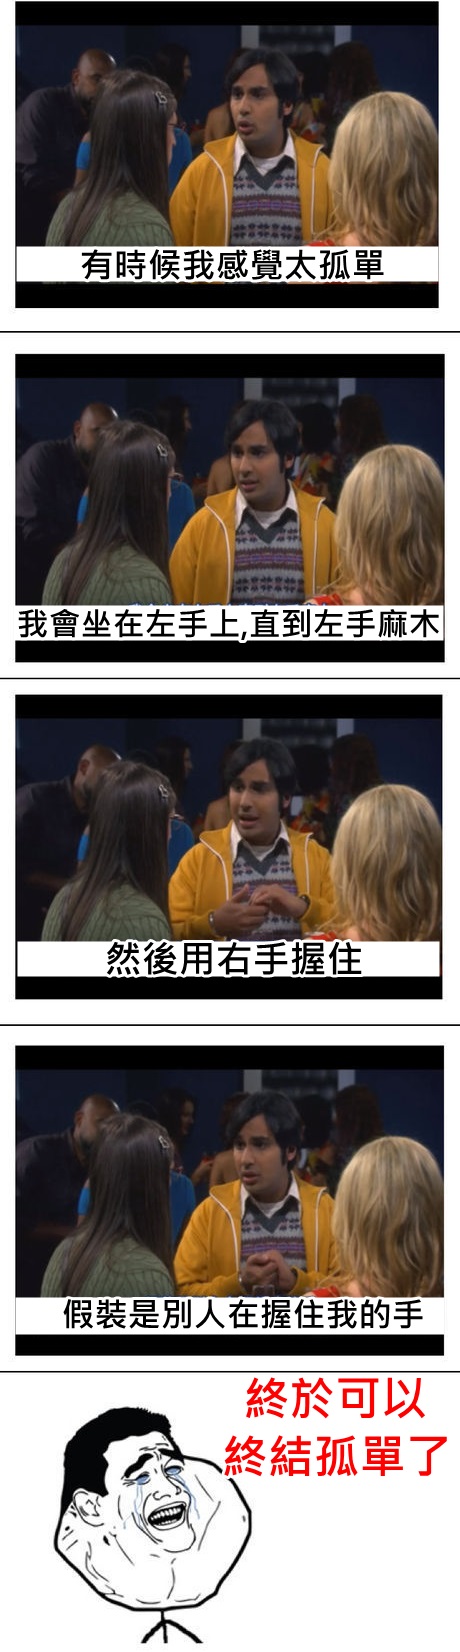 有時候我感覺太孤單
我會坐在左手上,直到左手麻木
然後用右手握住
假裝是別人在握住我的手
終於可以
終結孤單了